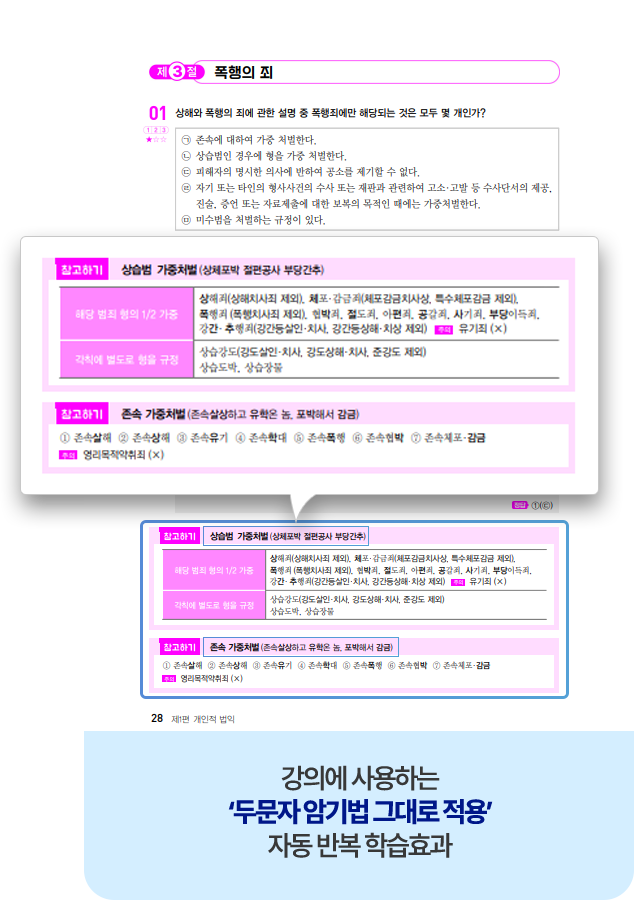 제3절 폭행의 죄
01 상해와 폭행의 죄에 관한 설명 중 폭행죄에만 해당되는 것은 모두 몇 개인가?
1 2 3
★☆☆
㉠ 존속에 대하여 가중 처벌한다.
㉡ 상습범인 경우에 형을 가중 처벌한다.
㉢ 피해자의 명시한 의사에 반하여 공소를 제기할 수 없다.
㉣ 자기 또는 타인의 형사사건의 수사 또는 재판과 관련하여 고소·고발 등 수사단서의 제공,
진술, 증언 또는 자료제출에 대한 보복의 목적인 때에는 가중처벌한다.
㉤ 미수범을 처벌하는 규정이 있다.
참고하기 상습범 가중처벌(상체포박 절편공사 부당간추)
해당 범죄 형의 1/2 가중
상해죄(상해치사죄 제외), 체포·감금죄(체포감금치사상, 특수체포감금 제외),
폭행죄(폭행치사죄 제외), 협박죄, 절도죄, 아편죄, 공갈죄, 사기죄, 부당이득죄,
강간·추행죄(강간등살인·치사, 강간등상해·치상 제외) 주의 유기죄(×)
각칙에 별도로 형을 규정
상습강도(강도살인·치사, 강도상해·치사, 준강도 제외)
상습도박, 상습장물
참고하기 존속 가중처벌(존속살상하고 유학온 놈, 포박해서 감금)
① 존속살해 ② 존속상해 ③ 존속유기 ④ 존속학대 ⑤ 존속폭행 ⑥ 존속협박 ⑦ 존속체포·감금
주의 영리목적약취죄(×)
정답 ①(㉢)
참고하기 상습범 가중처벌(상체포박 절편공사 부당간추)
해당 범죄 형의 1/2 가중
상해죄(상해치사죄 제외), 체포·감금죄(체포감금치사상, 특수체포감금 제외),
폭행죄(폭행치사죄 제외), 협박죄, 절도죄, 아편죄, 공갈죄, 사기죄, 부당이득죄,
강간·추행죄(강간등살인·치사, 강간등상해·치상 제외) 주의 유기죄(×)
각칙에 별도로 형을 규정
상습강도(강도살인·치사, 강도상해·치사, 준강도 제외)
상습도박, 상습장물
참고하기 존속 가중처벌(존속살상하고 유학온 놈, 포박해서 감금)
① 존속살해 ② 존속상해 ③ 존속유기 ④ 존속학대 ⑤ 존속폭행 ⑥ 존속협박 ⑦ 존속체포·감금
주의 영리목적약취죄(×)
28 제1편 개인적 법익
강의에 사용하는
‘두문자 암기법 그대로 적용’
자동 반복 학습효과